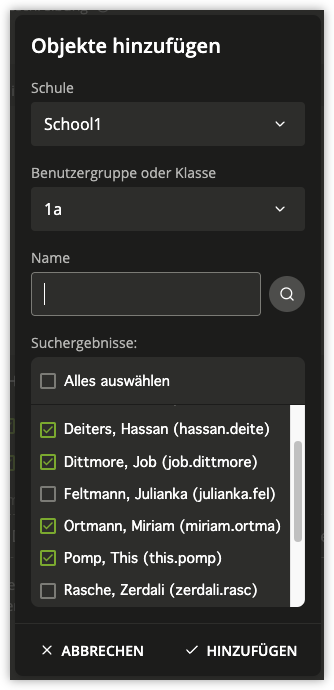 Objekte hinzufügen
Schule
School1
Benutzergruppe oder Klasse
1a
Name
Suchergebnisse:
Alles auswählen
Deiters, Hassan (hassan.deite)
Dittmore, Job (job.dittmore)
Feltmann, Julianka (julianka.fel)
Ortmann, Miriam (miriam.ortma)
Pomp, This (this.pomp)
Rasche, Zerdali (zerdali.rasc)
ABBRECHEN
HINZUFÜGEN